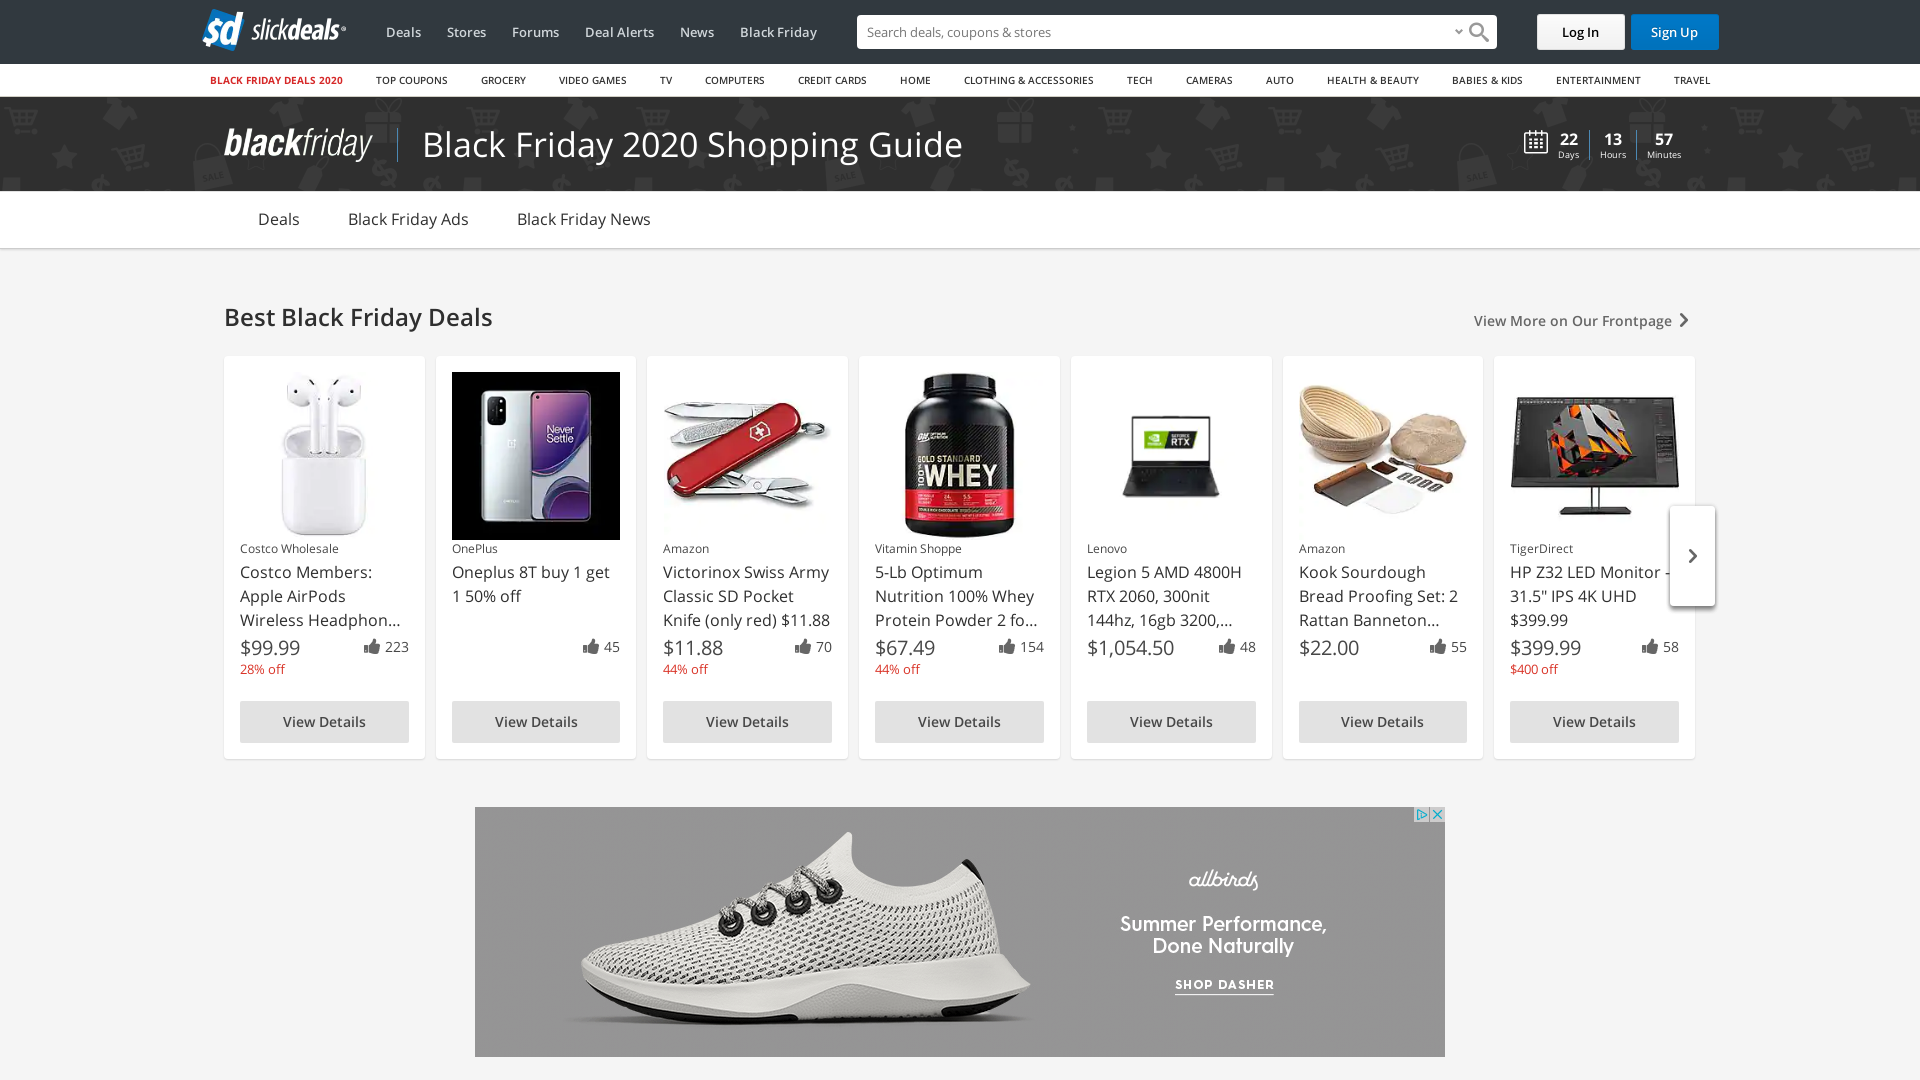 sd slickdeals®
Deals Stores Forums Deal Alerts News Black Friday
Search deals, coupons & stores
Log In
Sign Up
BLACK FRIDAY DEALS 2020 TOP COUPONS GROCERY VIDEO GAMES TV COMPUTERS CREDIT CARDS HOME CLOTHING & ACCESSORIES TECH CAMERAS AUTO HEALTH & BEAUTY BABIES & KIDS ENTERTAINMENT TRAVEL
blackfriday
Black Friday 2020 Shopping Guide
22 Days
13 Hours
57 Minutes
Deals Black Friday Ads Black Friday News
Best Black Friday Deals
View More on Our Frontpage
Costco Wholesale
Costco Members:
Apple AirPods
Wireless Headphon...
$99.99 223
28% off
View Details
Never
Settle
OnePlus
Oneplus 8T buy 1 get
1 50% off
45
View Details
Amazon
Victorinox Swiss Army
Classic SD Pocket
Knife (only red) $11.88
$11.88 70
44% off
View Details
ON
GOLD STANDARD
100% WHEY
Vitamin Shoppe
5-Lb Optimum
Nutrition 100% Whey
Protein Powder 2 fo...
$67.49 154
44% off
View Details
RTX
Lenovo
Legion 5 AMD 4800H
RTX 2060, 300nit
144hz, 16gb 3200,...
$1,054.50 48
View Details
Amazon
Kook Sourdough
Bread Proofing Set: 2
Rattan Banneton...
$22.00 55
View Details
TigerDirect
HP Z32 LED Monitor -
31.5" IPS 4K UHD
$399.99
$399.99 58
$400 off
View Details
allbirds
Summer Performance,
Done Naturally
SHOP DASHER